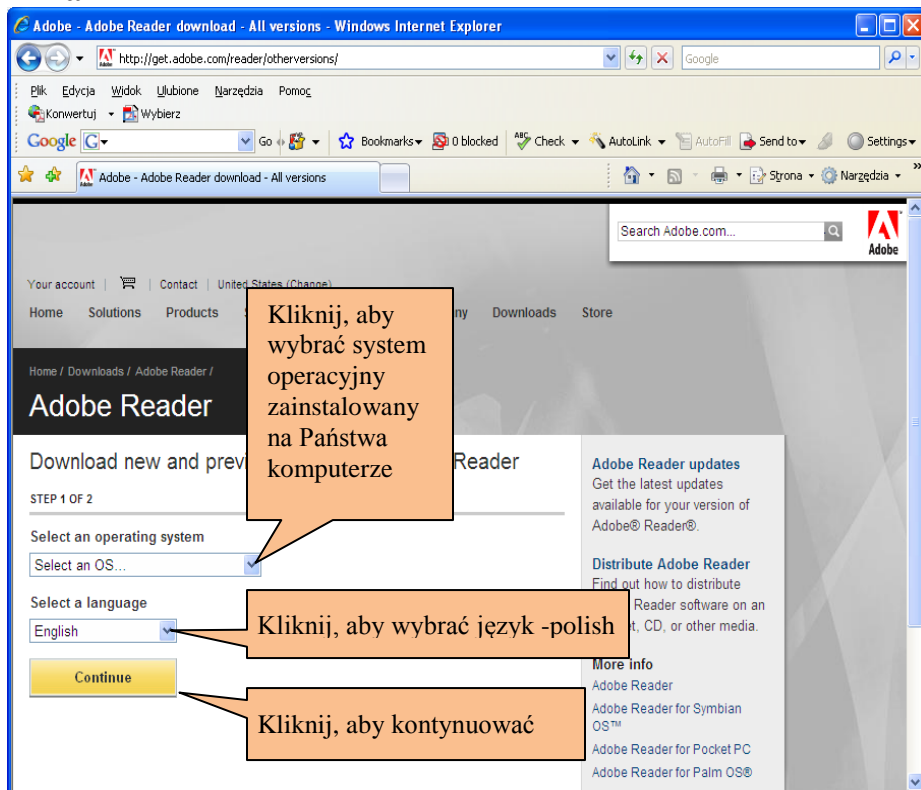 Adobe - Adobe Reader download - All versions - Windows Internet Explorer
http://get.adobe.com/reader/otherversions/
Google
Plik Edycja Widok Ulubione Narzędzia Pomoc
Konwertuj Wybierz
Google G Go Bookmarks 0 blocked ABC Check AutoLink AutoFill Send to Settings
Adobe - Adobe Reader download - All versions
Strona Narzędzia »
Search Adobe.com...
Adobe
Your account | | Contact | United States (Change)
Home Solutions Products S ny Downloads Store
Kliknij, aby
wybrać system
operacyjny
zainstalowany
na Państwa
komputerze
Home / Downloads / Adobe Reader /
Adobe Reader
Download new and previ Reader
STEP 1 OF 2
Select an operating system
Select an OS...
Select a language
English
Kliknij, aby wybrać język -polish
Continue
Kliknij, aby kontynuować
Adobe Reader updates
Get the latest updates
available for your version of
Adobe® Reader®.
Distribute Adobe Reader
Find out how to distribute
Reader software on an
et, CD, or other media.
More info
Adobe Reader
Adobe Reader for Symbian
OS™
Adobe Reader for Pocket PC
Adobe Reader for Palm OS®